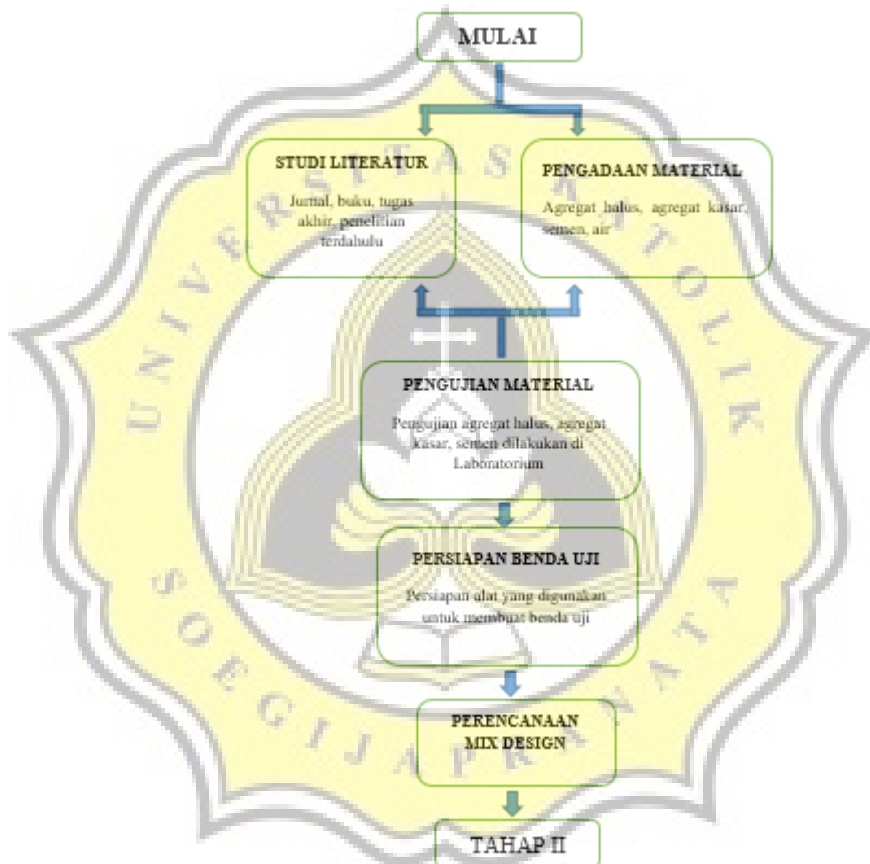 MULAI
STUDI LITERATUR
Jurnal, buku, tugas
akhir, penelitian
terdahulu
PENGADAAN MATERIAL
Agregat halus, agregat kasar,
semen, air
PENGUJIAN MATERIAL
Pengujian agregat halus, agregat
kasar, semen dilakukan di
Laboratorium
PERSIAPAN BENDA UJI
Persiapan alat yang digunakan
untuk membuat benda uji
PERENCANAAN
MIX DESIGN
TAHAP II
UNIVERSITAS KATOLIK
SOEGIJAPRANATA